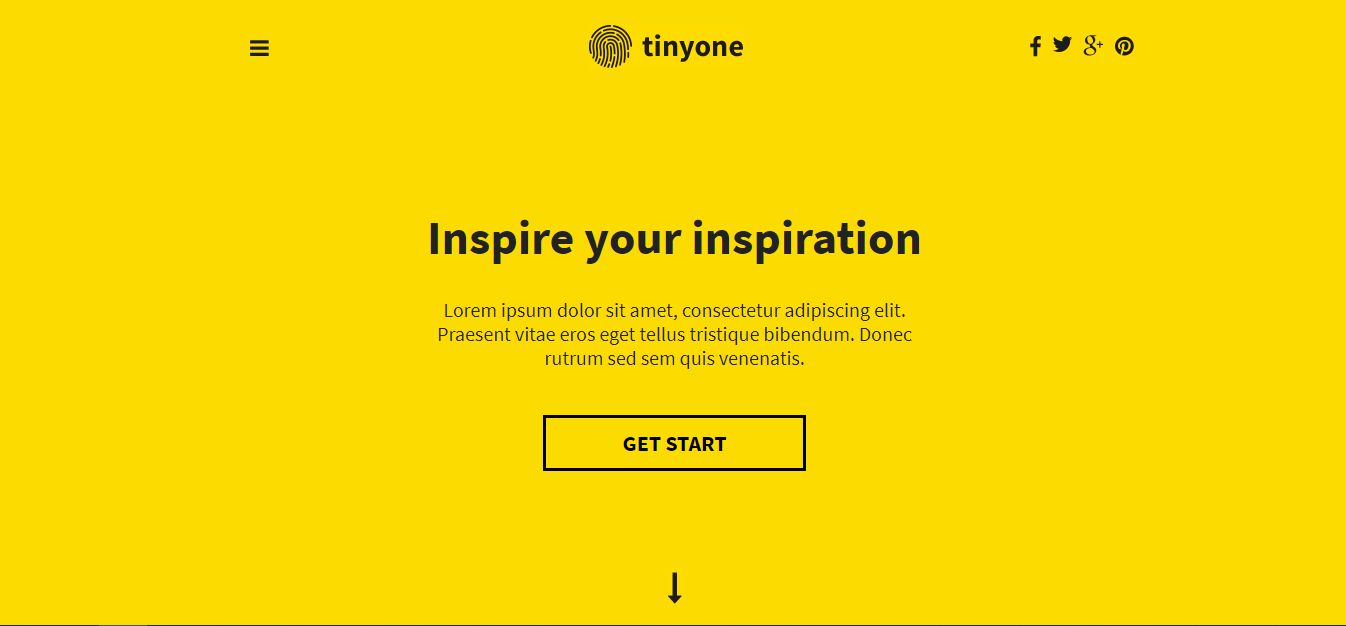 tinyone
Inspire your inspiration
Lorem ipsum dolor sit amet, consectetur adipiscing elit.
Praesent vitae eros eget tellus tristique bibendum. Donec
rutrum sed sem quis venenatis.
GET START